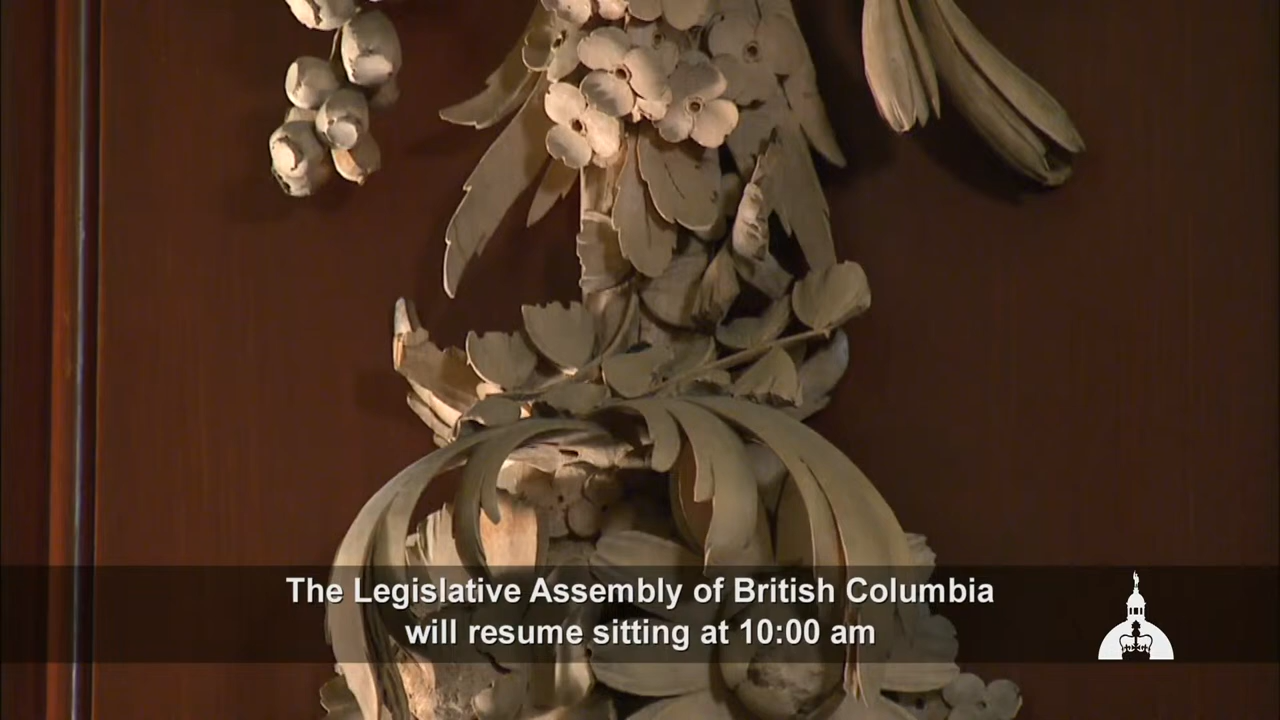 The Legislative Assembly of British Columbia
will resume sitting at 10:00 am